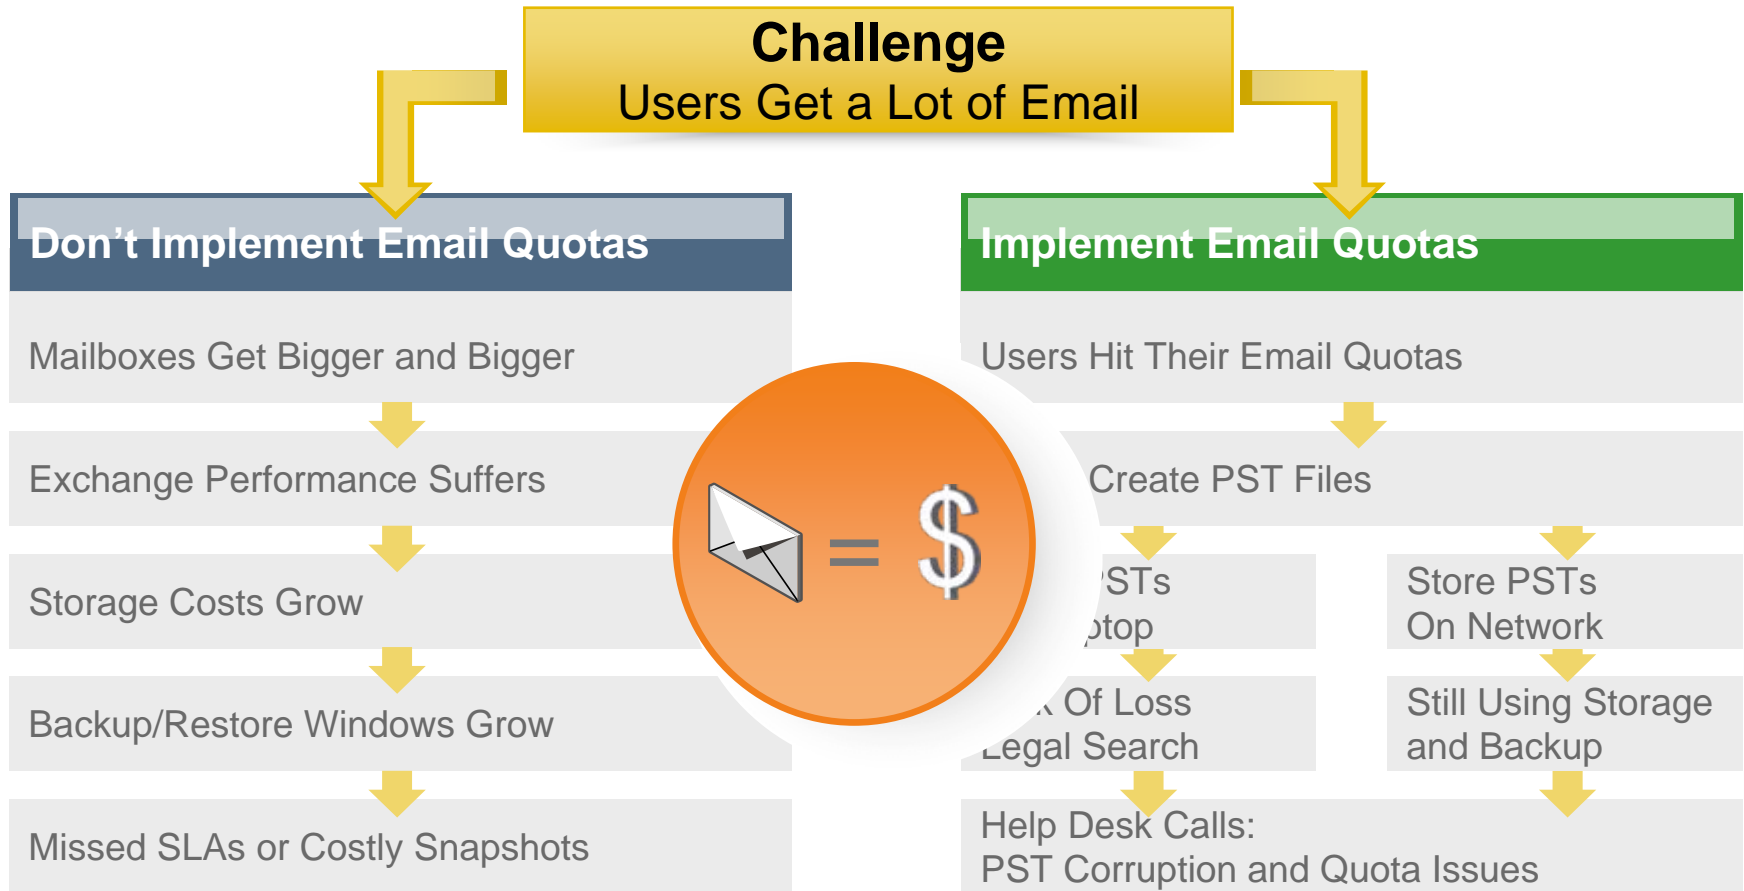 Challenge
Users Get a Lot of Email
Don’t Implement Email Quotas
Mailboxes Get Bigger and Bigger
Exchange Performance Suffers
Storage Costs Grow
Backup/Restore Windows Grow
Missed SLAs or Costly Snapshots
= $
Implement Email Quotas
Users Hit Their Email Quotas
Create PST Files
PSTs
Store PSTs
On Network
Of Loss
Legal Search
Still Using Storage
and Backup
Help Desk Calls:
PST Corruption and Quota Issues